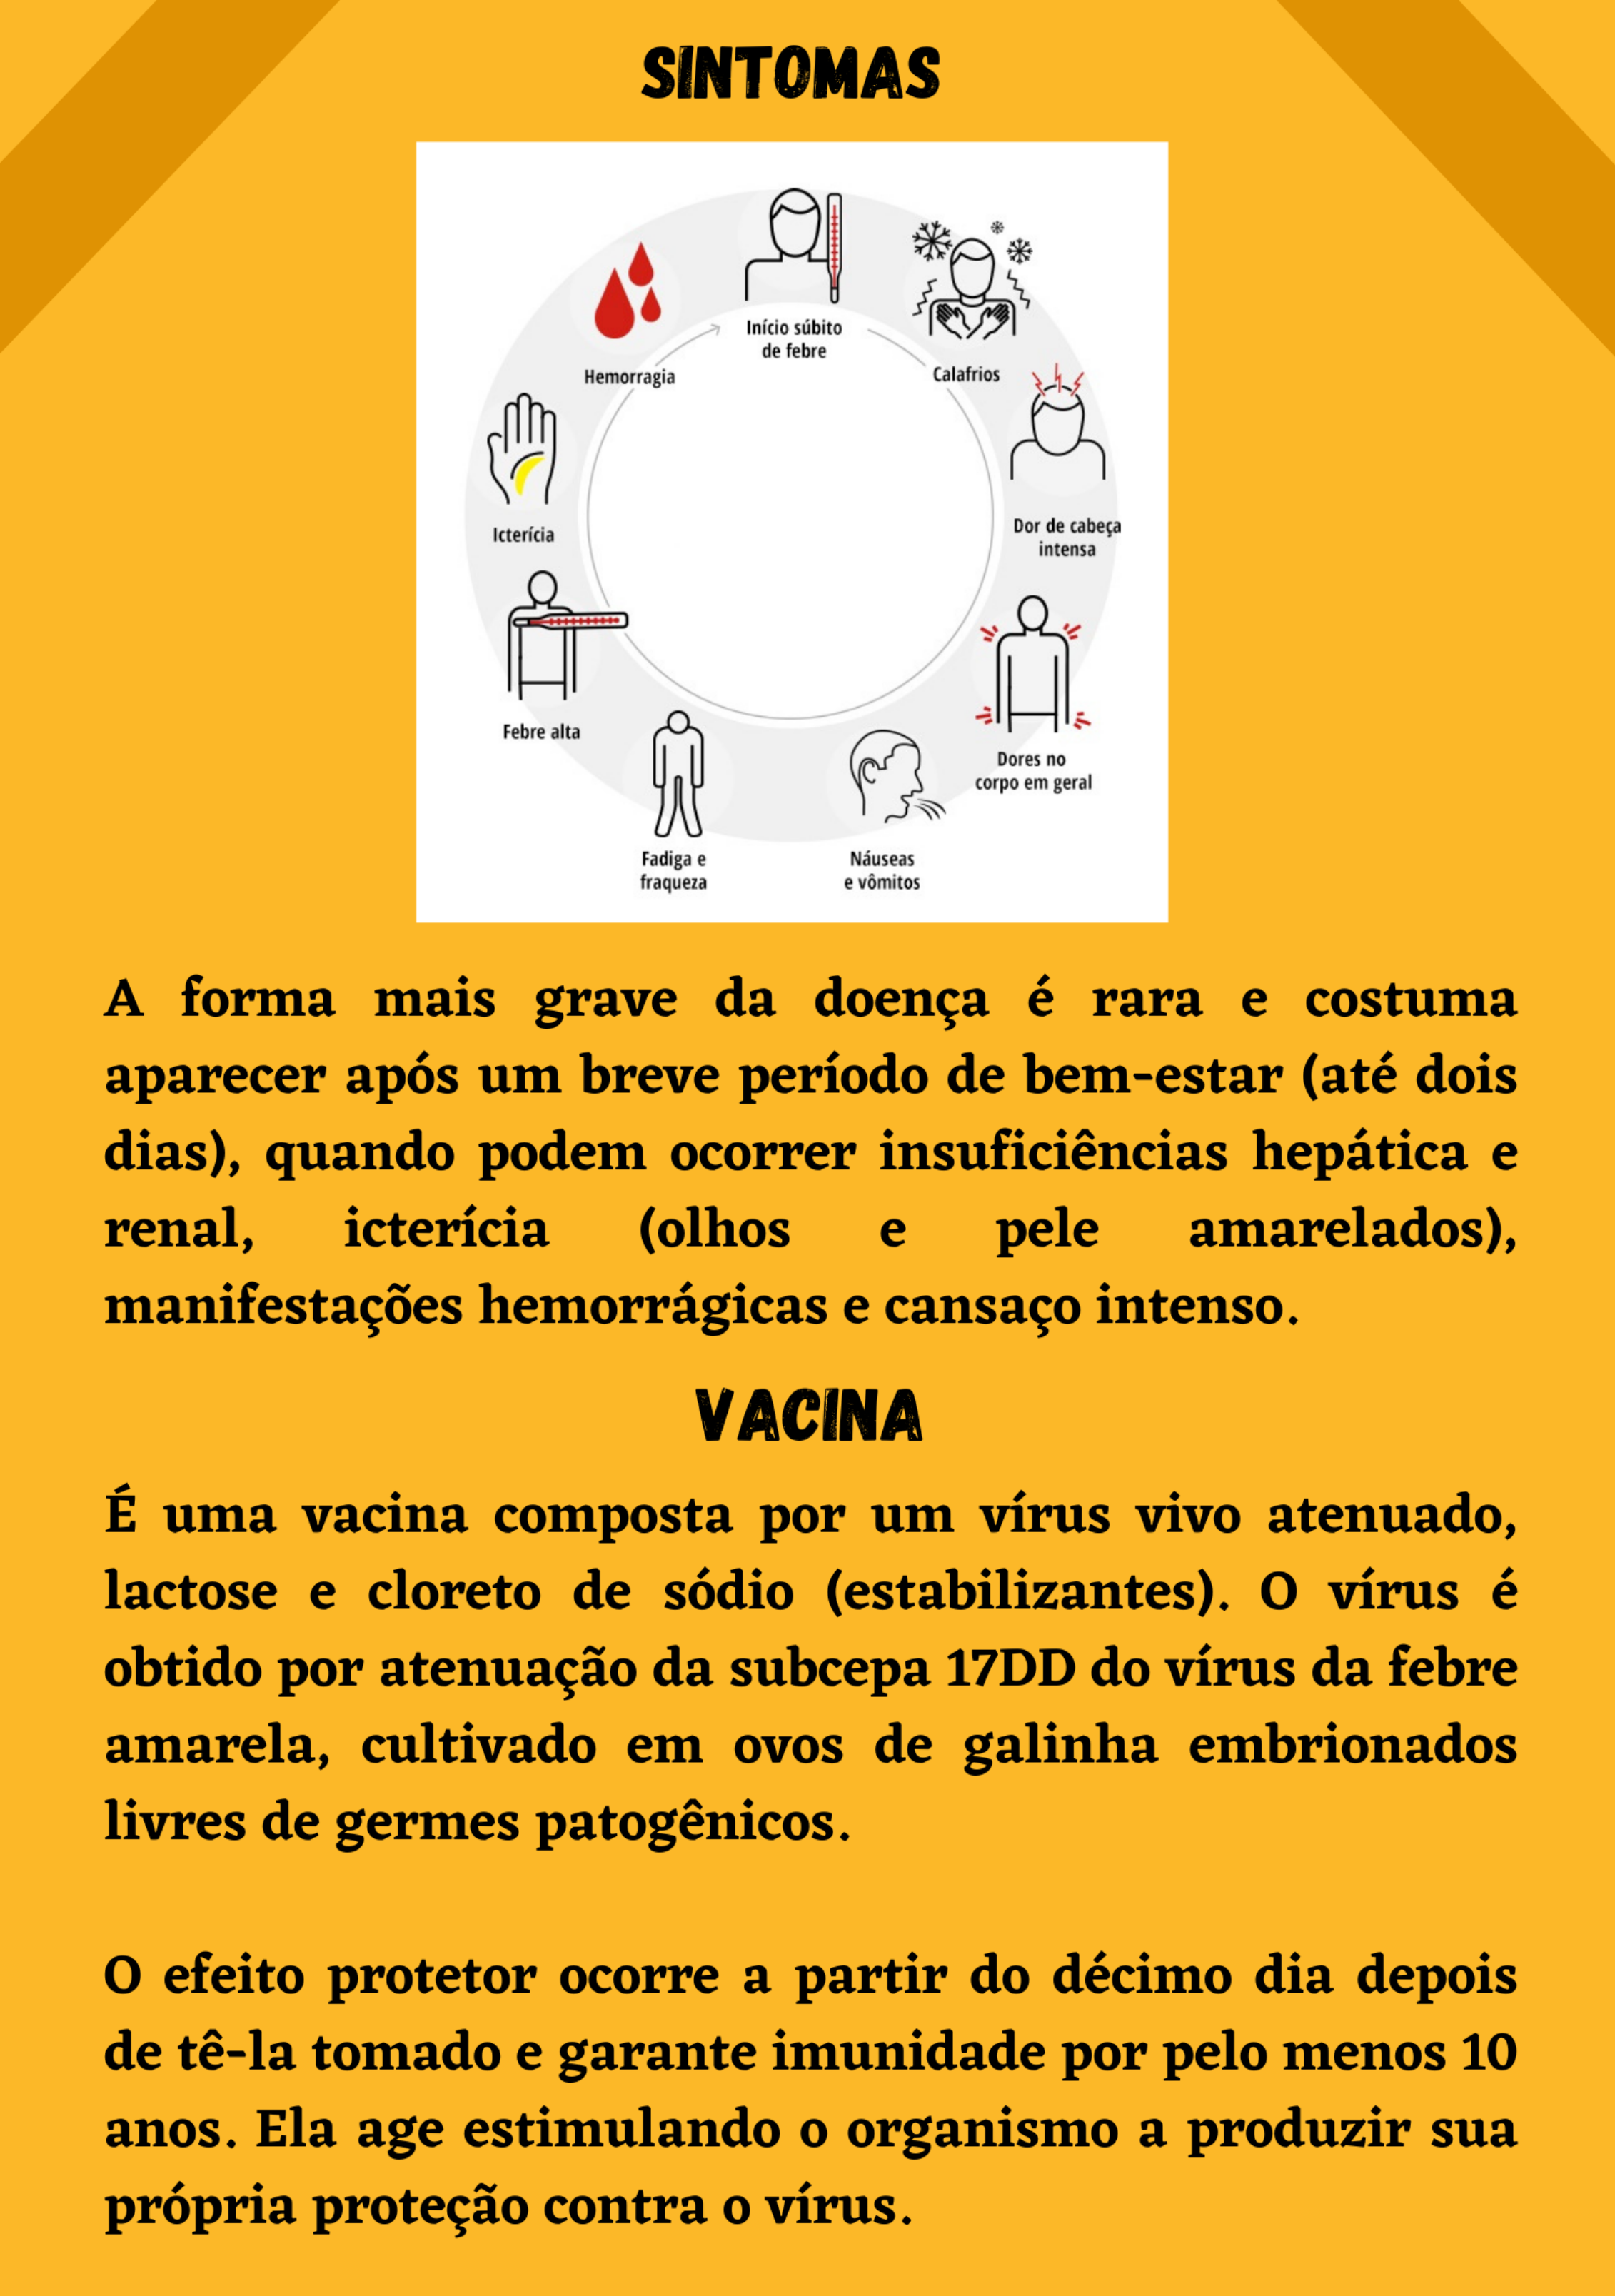 SINTOMAS
Início súbito
de febre
Calafrios
Dor de cabeça
intensa
Dores no
corpo em geral
Náuseas
e vômitos
Fadiga e
fraqueza
Febre alta
Icterícia
Hemorragia
A forma mais grave da doença é rara e costuma
aparecer após um breve período de bem-estar (até dois
dias), quando podem ocorrer insuficiências hepática e
renal, icterícia (olhos e pele amarelados),
manifestações hemorrágicas e cansaço intenso.
VACINA
É uma vacina composta por um vírus vivo atenuado,
lactose e cloreto de sódio (estabilizantes). O vírus é
obtido por atenuação da subcepa 17DD do vírus da febre
amarela, cultivado em ovos de galinha embrionados
livres de germes patogênicos.
O efeito protetor ocorre a partir do décimo dia depois
de tê-la tomado e garante imunidade por pelo menos 10
anos. Ela age estimulando o organismo a produzir sua
própria proteção contra o vírus.